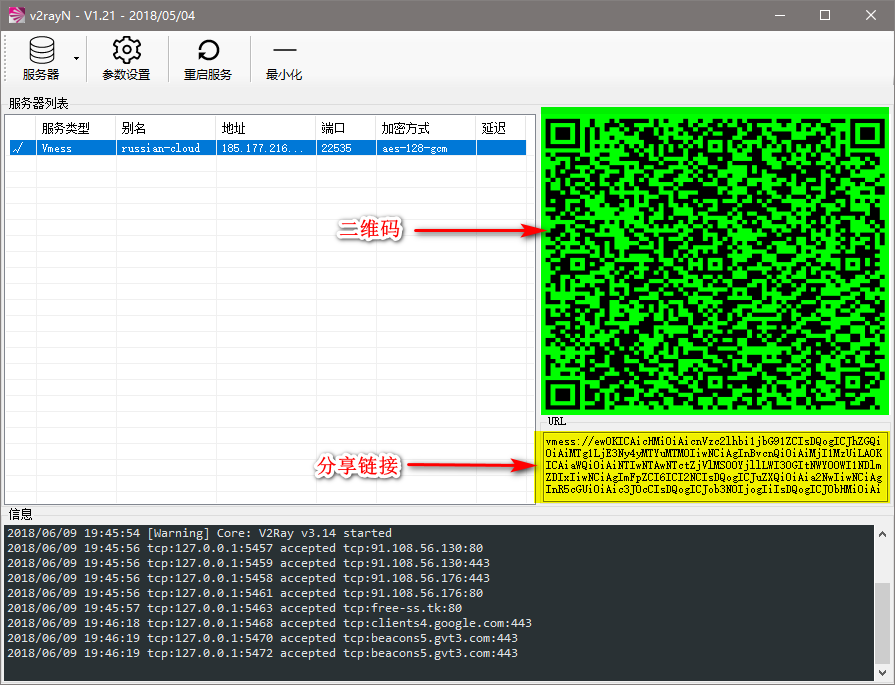 v2rayN - V1.21 - 2018/05/04
服务器 参数设置 重启服务 最小化
服务器列表
服务类型 别名 地址 端口 加密方式 延迟
√ Vmess russian-cloud 185.177.216... 22535 aes-128-gcm
二维码
URL
分享链接
信息
2018/06/09 19:45:54 [Warning] Core: V2Ray v3.14 started
2018/06/09 19:45:56 tcp:127.0.0.1:5457 accepted tcp:91.108.56.130:80
2018/06/09 19:45:56 tcp:127.0.0.1:5459 accepted tcp:91.108.56.130:443
2018/06/09 19:45:56 tcp:127.0.0.1:5458 accepted tcp:91.108.56.176:443
2018/06/09 19:45:56 tcp:127.0.0.1:5461 accepted tcp:91.108.56.176:80
2018/06/09 19:45:57 tcp:127.0.0.1:5463 accepted tcp:free-ss.tk:80
2018/06/09 19:46:18 tcp:127.0.0.1:5468 accepted tcp:clients4.google.com:443
2018/06/09 19:46:19 tcp:127.0.0.1:5470 accepted tcp:beacons5.gvt3.com:443
2018/06/09 19:46:19 tcp:127.0.0.1:5472 accepted tcp:beacons5.gvt3.com:443